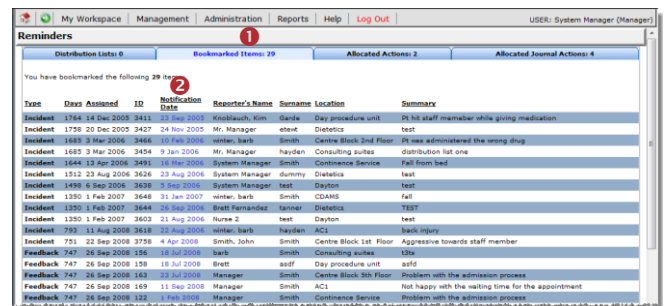 My Workspace | Management | Administration | Reports | Help | Log Out | USER: System Manager (Manager)
Reminders
1
Distribution Lists: 0 Bookmarked Items: 29 Allocated Actions: 2 Allocated Journal Actions: 4
You have bookmarked the following 29 items
2
Type Days Assigned ID Notification Date Reporter's Name Surname Location Summary
Incident 1764 14 Dec 2005 3411 23 Sep 2005 Knoblauch, Kim Garde Day procedure unit Pt hit staff memeber while giving medication
Incident 1758 20 Dec 2005 3427 24 Nov 2005 Mr. Manager etewt Dietetics test
Incident 1685 3 Mar 2006 3466 10 Feb 2006 winter, barb Smith Centre Block 2nd Floor Pt was administered the wrong drug
Incident 1685 3 Mar 2006 3454 9 Jan 2006 Mr. Manager hayden Consulting suites distribution list one
Incident 1644 13 Apr 2006 3491 16 Mar 2006 System Manager Smith Continence Service Fall from bed
Incident 1512 23 Aug 2006 3626 23 Aug 2006 System Manager dummy Dietetics test
Incident 1498 6 Sep 2006 3638 5 Sep 2006 System Manager test Dayton test
Incident 1350 1 Feb 2007 3648 31 Jan 2007 winter, barb Smith CDAMS fall
Incident 1350 1 Feb 2007 3644 26 Sep 2006 Brett Fernandez tanner Dietetics TEST
Incident 1350 1 Feb 2007 3603 21 Aug 2006 Nurse 2 test Dayton test
Incident 793 11 Aug 2008 3618 22 Aug 2006 winter, barb hayden AC1 back injury
Incident 751 22 Sep 2008 3758 4 Apr 2008 Smith, John Smith Centre Block 1st Floor Aggressive towards staff member
Feedback 747 26 Sep 2008 156 18 Jul 2008 barb Smith Consulting suites t3ts
Feedback 747 26 Sep 2008 158 18 Jul 2008 Brett asdf Day procedure unit asfd
Feedback 747 26 Sep 2008 163 23 Jul 2008 Manager Smith Centre Block 5th Floor Problem with the admission process
Feedback 747 26 Sep 2008 169 11 Sep 2008 Manager Smith AC1 Not happy with the waiting time for the appointment
Feedback 747 26 Sep 2008 122 1 Feb 2008 Manager Smith Continence Service Problem with the admission process